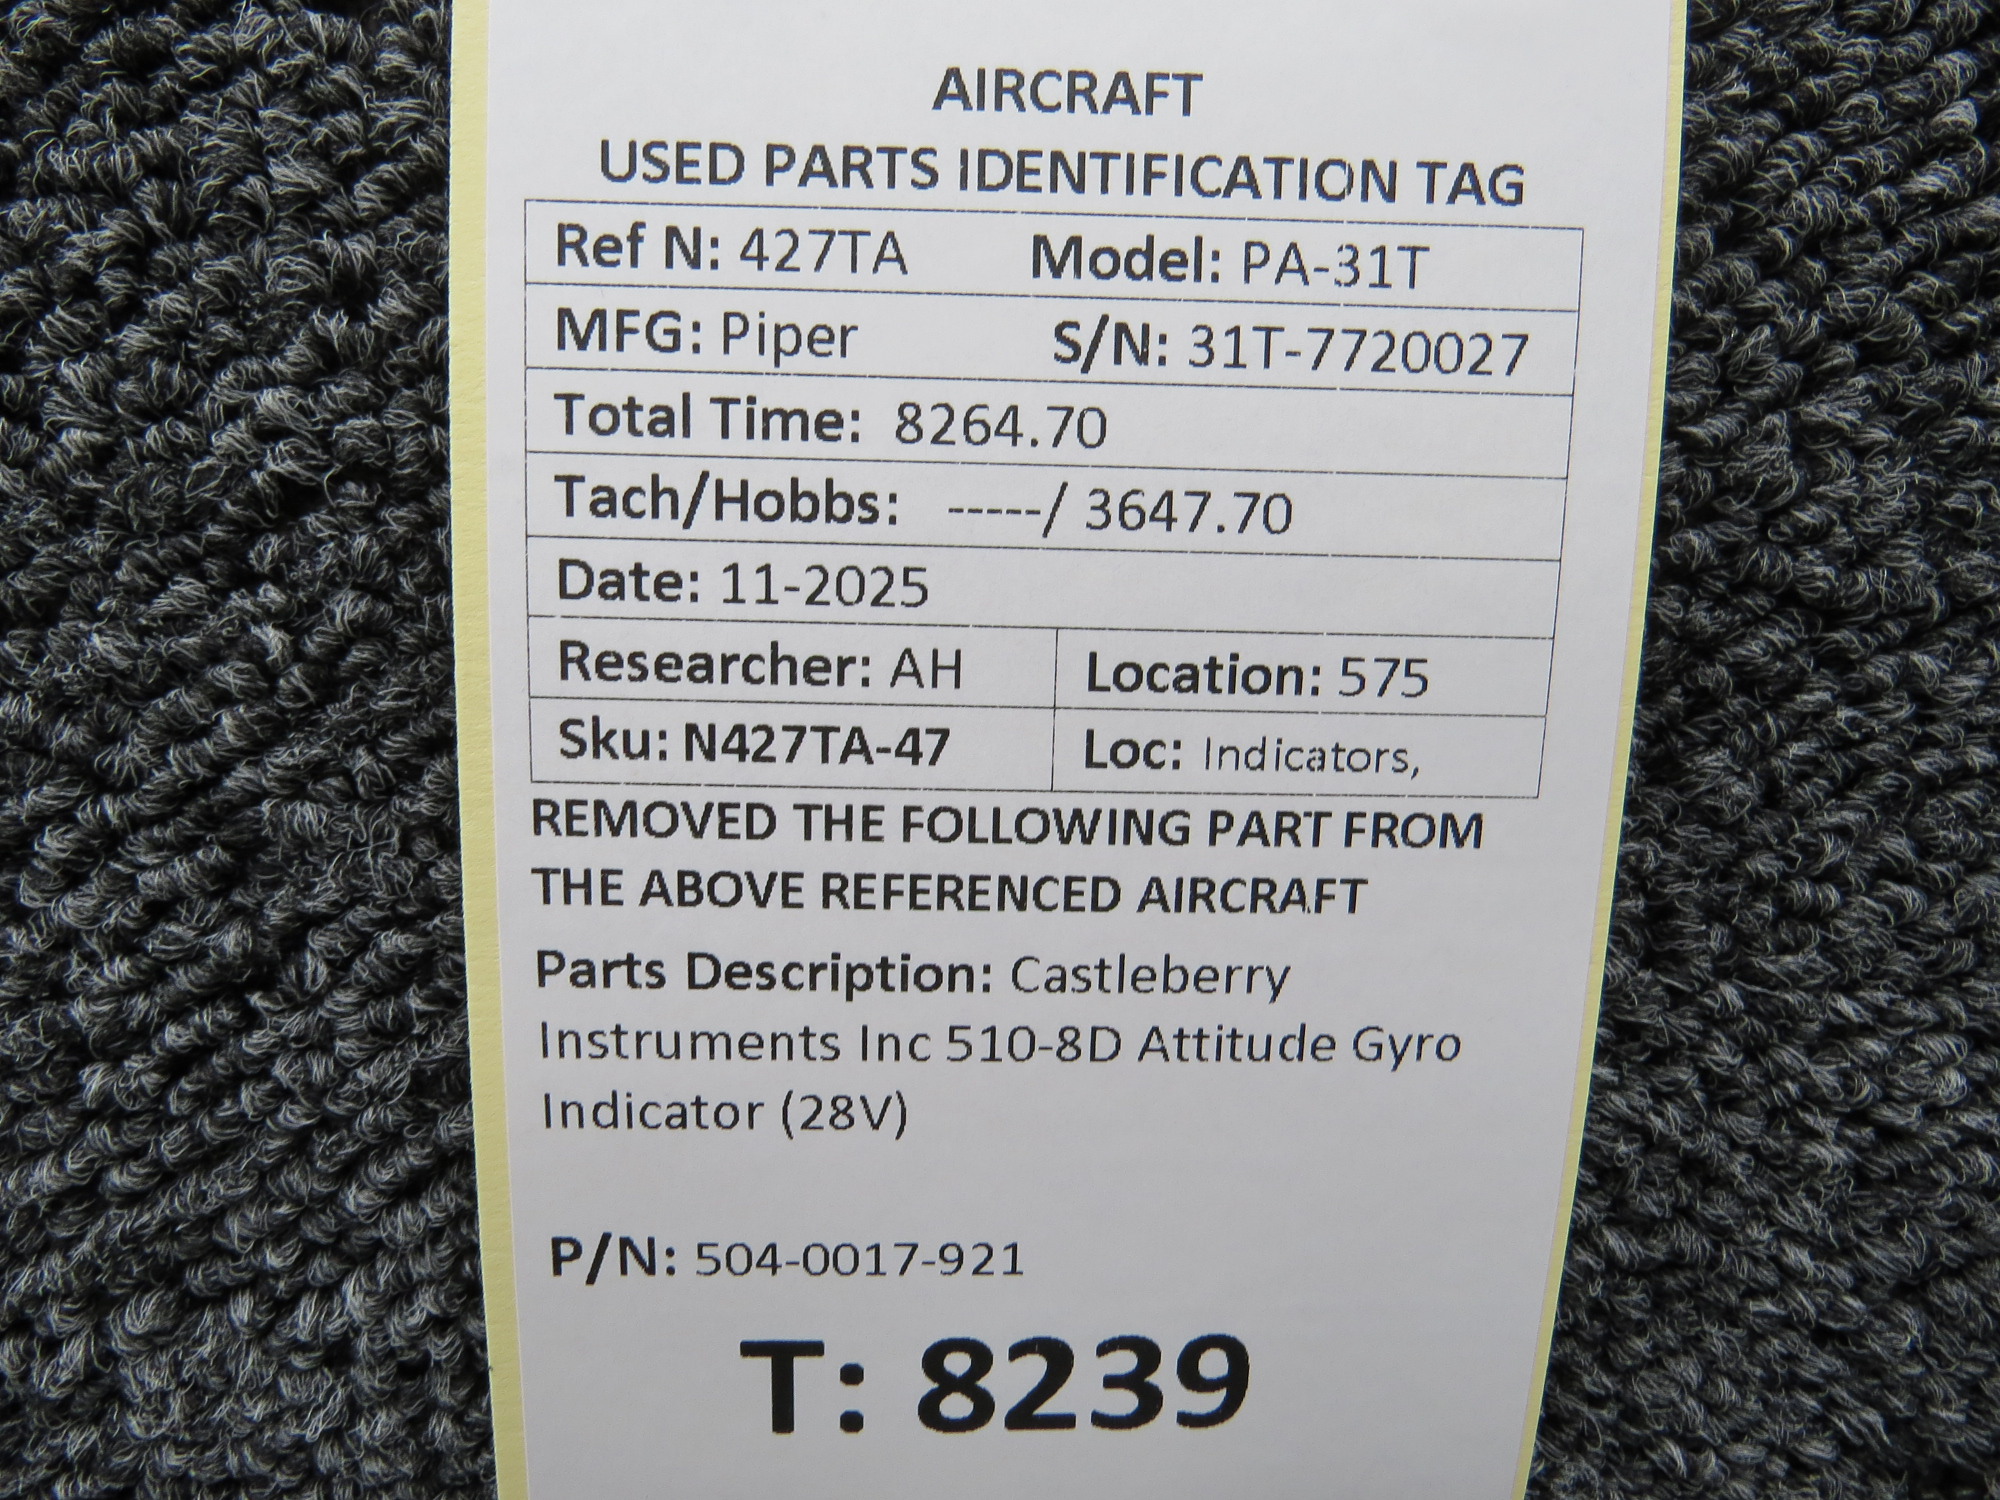 AIRCRAFT
USED PARTS IDENTIFICATION TAG
Ref N: 427TA Model: PA-31T
MFG: Piper S/N: 31T-7720027
Total Time: 8264.70
Tach/Hobbs: -----/ 3647.70
Date: 11-2025
Researcher: AH Location: 575
Sku: N427TA-47 Loc: Indicators,
REMOVED THE FOLLOWING PART FROM
THE ABOVE REFERENCED AIRCRAFT
Parts Description: Castleberry
Instruments Inc 510-8D Attitude Gyro
Indicator (28V)
P/N: 504-0017-921
T: 8239